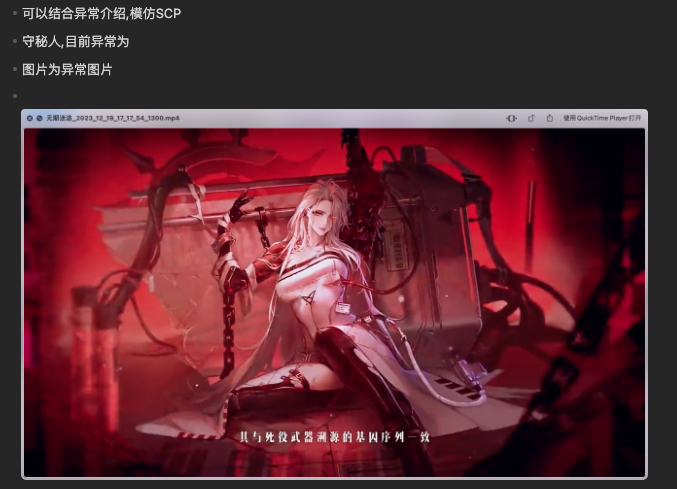 可以结合异常介绍,模仿SCP
守秘人,目前异常为
图片为异常图片
无期迷途_2023_12_19_17_17_54_1300.mp4
使用 QuickTime Player 打开
其与死役武器溯源的基因序列一致